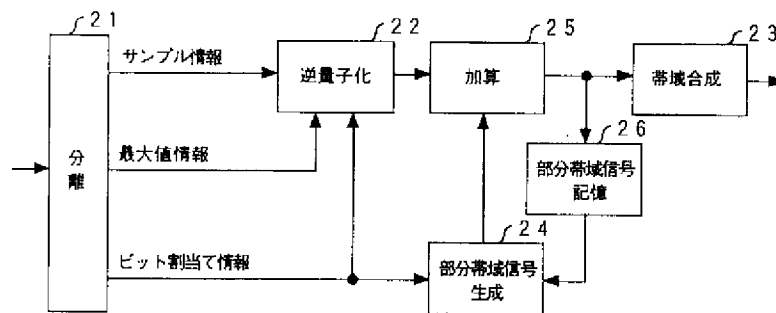 21
分離
サンプル情報
最大値情報
ビット割当て情報
22
逆量子化
25
加算
23
帯域合成
26
部分帯域信号
記憶
24
部分帯域信号
生成